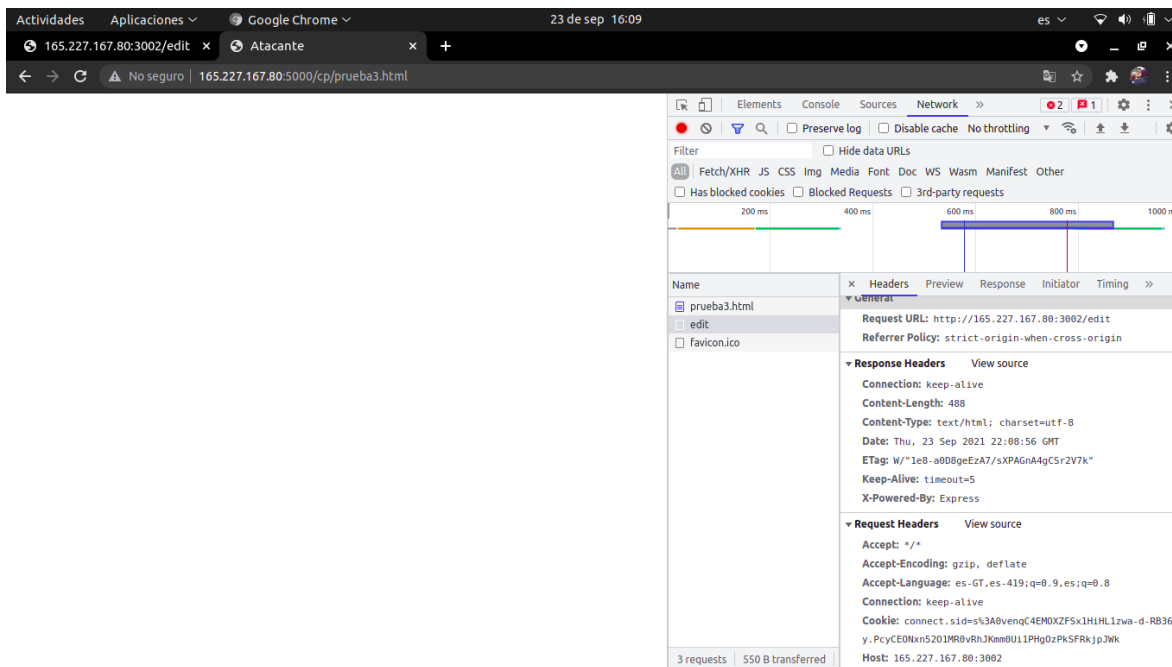 Actividades Aplicaciones Google Chrome 23 de sep 16:09 es
165.227.167.80:3002/edit × Atacante × +
No seguro 165.227.167.80:5000/cp/prueba3.html
Elements Console Sources Network » 2 1
Preserve log Disable cache No throttling
Filter Hide data URLs
All Fetch/XHR JS CSS Img Media Font Doc WS Wasm Manifest Other
Has blocked cookies Blocked Requests 3rd-party requests
200 ms 400 ms 600 ms 800 ms 1000
Name × Headers Preview Response Initiator Timing »
General
prueba3.html
Request URL: http://165.227.167.80:3002/edit
edit
Referrer Policy: strict-origin-when-cross-origin
favicon.ico
Response Headers View source
Connection: keep-alive
Content-Length: 488
Content-Type: text/html; charset=utf-8
Date: Thu, 23 Sep 2021 22:08:56 GMT
ETag: W/"1e8-a0D8geEzA7/sXPAGnA4gCSr2V7k"
Keep-Alive: timeout=5
X-Powered-By: Express
Request Headers View source
Accept: */*
Accept-Encoding: gzip, deflate
Accept-Language: es-GT,es-419;q=0.9,es;q=0.8
Connection: keep-alive
Cookie: connect.sid=s%3A0venqC4EMOXZFSx1HiHL1zwa-d-RB36
y.PcyCEONxn52O1MR0vRhJKmm0Ui1PHgOzPkSFRkjpJWk
3 requests 550 B transferred Host: 165.227.167.80:3002